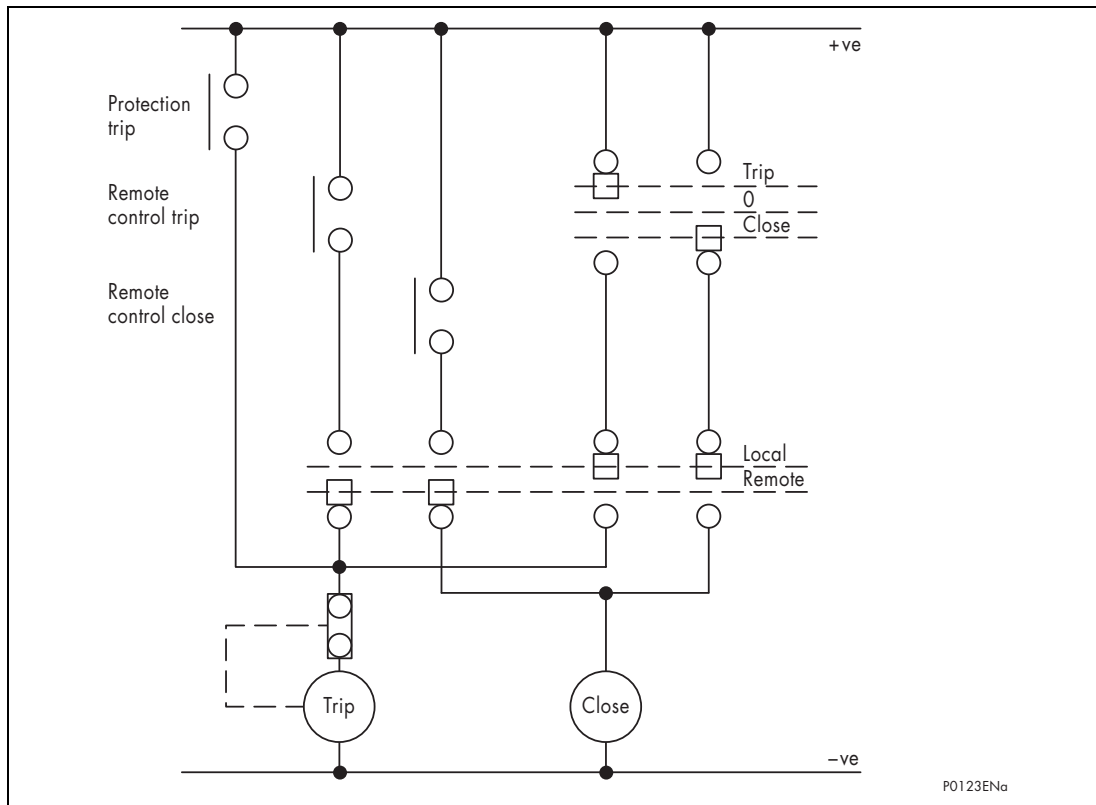 +ve
Protection
trip
Trip
Remote
control trip
0
Close
Remote
control close
Local
Remote
Trip
Close
–ve
P0123ENa